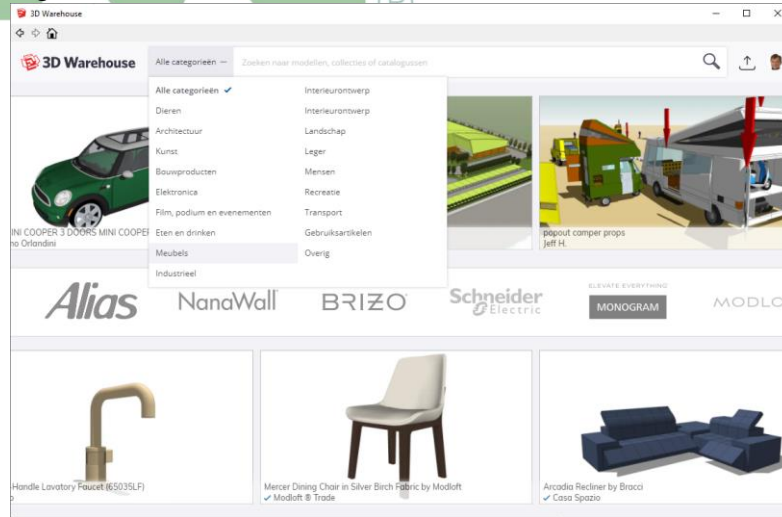 3D Warehouse
3D Warehouse
Alle categorieën
Zoeken naar modellen, collecties of catalogussen
Alle categorieën
Interieurontwerp
Dieren
Interieurontwerp
Architectuur
Landschap
Kunst
Leger
Bouwproducten
Mensen
Elektronica
Recreatie
Film, podium en evenementen
Transport
Eten en drinken
Gebruiksartikelen
Meubels
Overig
Industrieel
INI COOPER 3 DOORS MINI COOPE
no Orlandini
popout camper props
Jeff H.
Alias
NanaWall
BRIZO
Schneider
Electric
ELEVATE EVERYTHING
MONOGRAM
MODLO
-Handle Lavatory Faucet (65035LF)
o
Mercer Dining Chair in Silver Birch Fabric by Modloft
Modloft ® Trade
Arcadia Recliner by Bracci
Casa Spazio